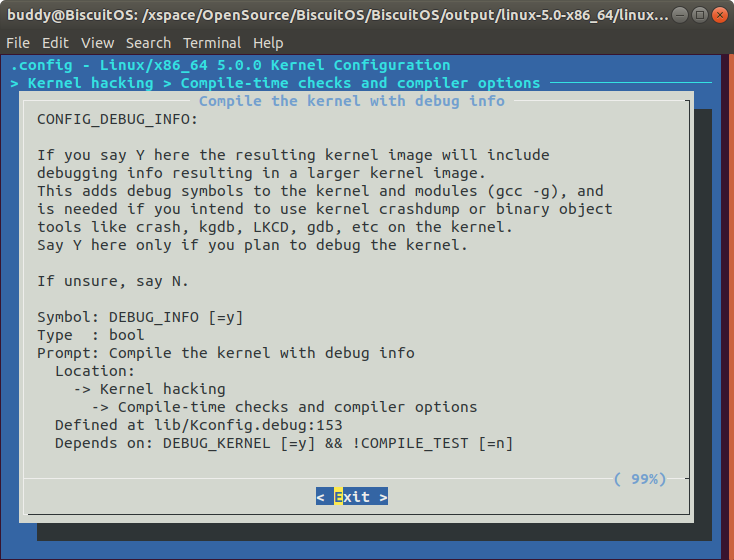 buddy@BiscuitOS: /xspace/OpenSource/BiscuitOS/BiscuitOS/output/linux-5.0-x86_64/linux...
File Edit View Search Terminal Help
.config - Linux/x86_64 5.0.0 Kernel Configuration
> Kernel hacking > Compile-time checks and compiler options
Compile the kernel with debug info
CONFIG_DEBUG_INFO:
If you say Y here the resulting kernel image will include
debugging info resulting in a larger kernel image.
This adds debug symbols to the kernel and modules (gcc -g), and
is needed if you intend to use kernel crashdump or binary object
tools like crash, kgdb, LKCD, gdb, etc on the kernel.
Say Y here only if you plan to debug the kernel.
If unsure, say N.
Symbol: DEBUG_INFO [=y]
Type  : bool
Prompt: Compile the kernel with debug info
Location:
-> Kernel hacking
-> Compile-time checks and compiler options
Defined at lib/Kconfig.debug:153
Depends on: DEBUG_KERNEL [=y] && !COMPILE_TEST [=n]
( 99%)
< Exit >